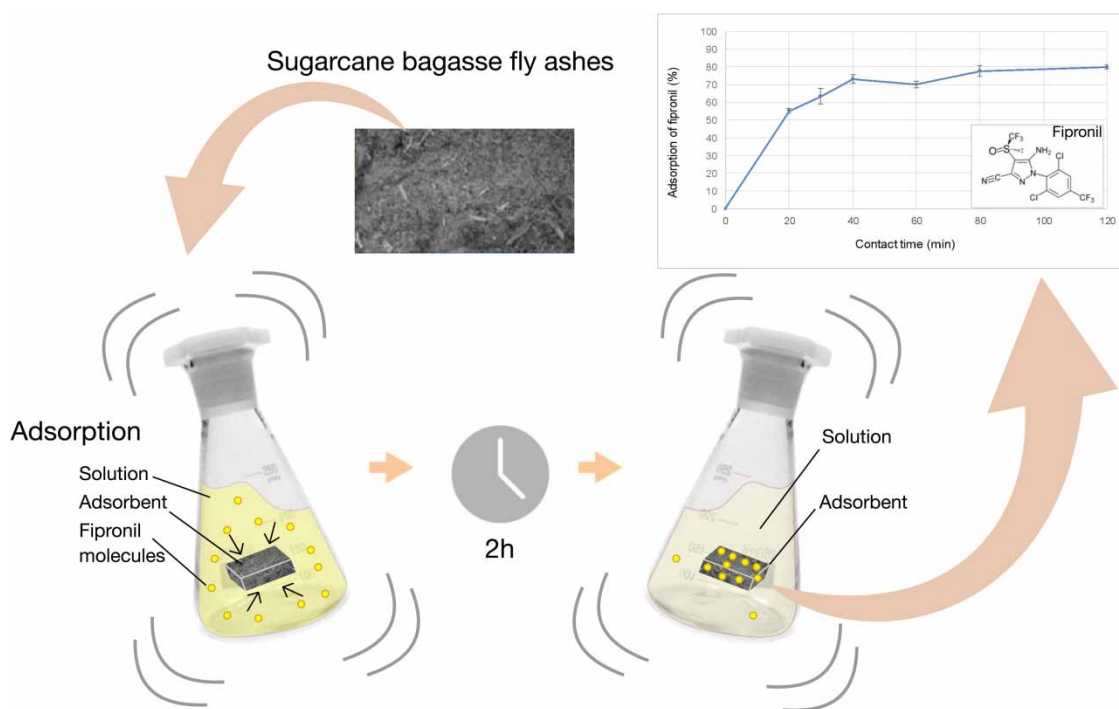 Sugarcane bagasse fly ashes
Adsorption of fipronil (%)
100
90
80
70
60
50
40
30
20
10
0
0 20 40 60 80 100 120
Contact time (min)
Fipronil
CF₃
O
S
NH₂
Cl
N≡C
N
N
Cl
CF₃
Adsorption
Solution
Adsorbent
Fipronil
molecules
2h
Solution
Adsorbent